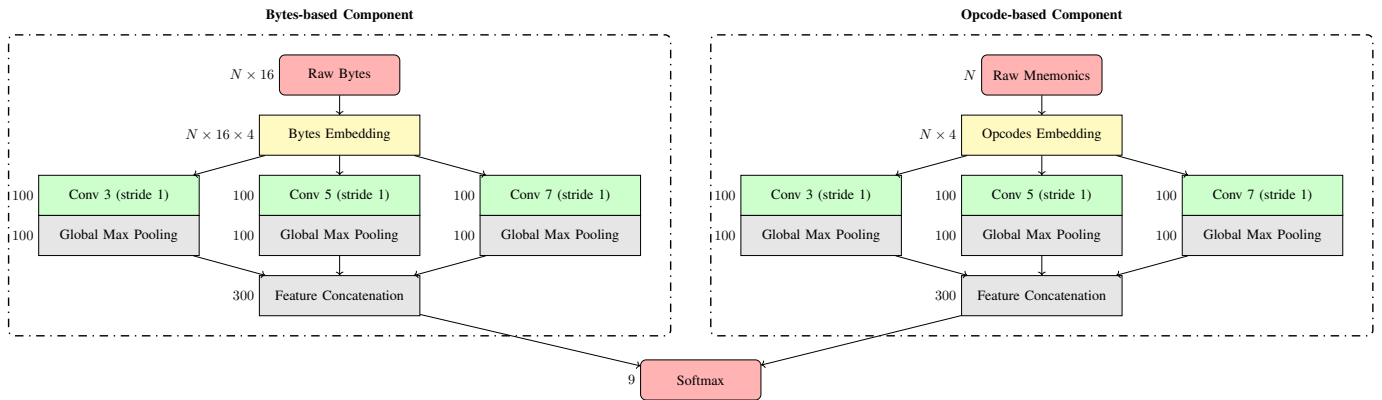 Bytes-based Component
Opcode-based Component
N × 16 Raw Bytes
N Raw Mnemonics
N × 16 × 4 Bytes Embedding
N × 4 Opcodes Embedding
100 Conv 3 (stride 1) 100 Conv 5 (stride 1) 100 Conv 7 (stride 1)
100 Conv 3 (stride 1) 100 Conv 5 (stride 1) 100 Conv 7 (stride 1)
100 Global Max Pooling 100 Global Max Pooling 100 Global Max Pooling
100 Global Max Pooling 100 Global Max Pooling 100 Global Max Pooling
300 Feature Concatenation
300 Feature Concatenation
9 Softmax